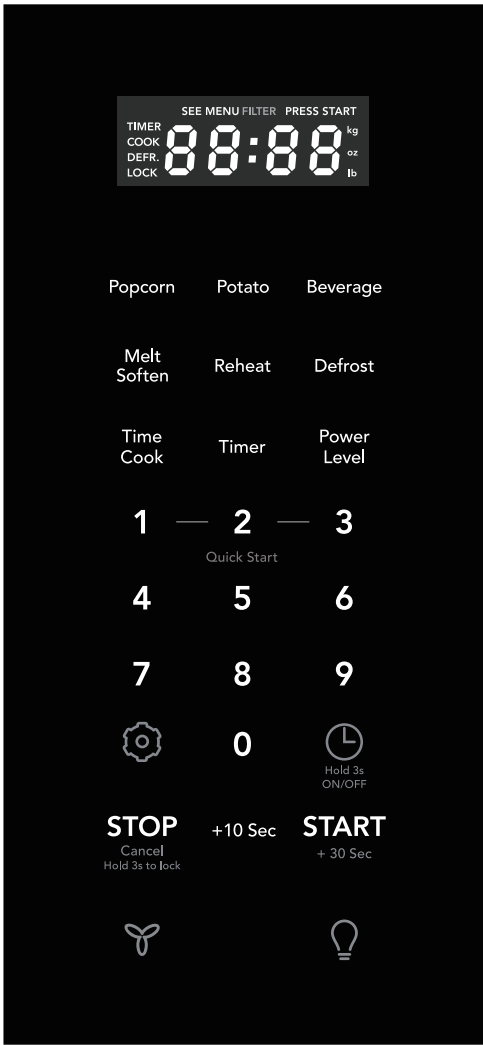 SEE MENU FILTER PRESS START
TIMER
COOK
DEFR.
LOCK
88:88
kg
oz
lb
Popcorn Potato Beverage
Melt
Soften
Reheat
Defrost
Time
Cook
Timer
Power
Level
1 — 2 — 3
Quick Start
4 5 6
7 8 9
0
Hold 3s
ON/OFF
STOP
Cancel
Hold 3s to lock
+10 Sec
START
+ 30 Sec